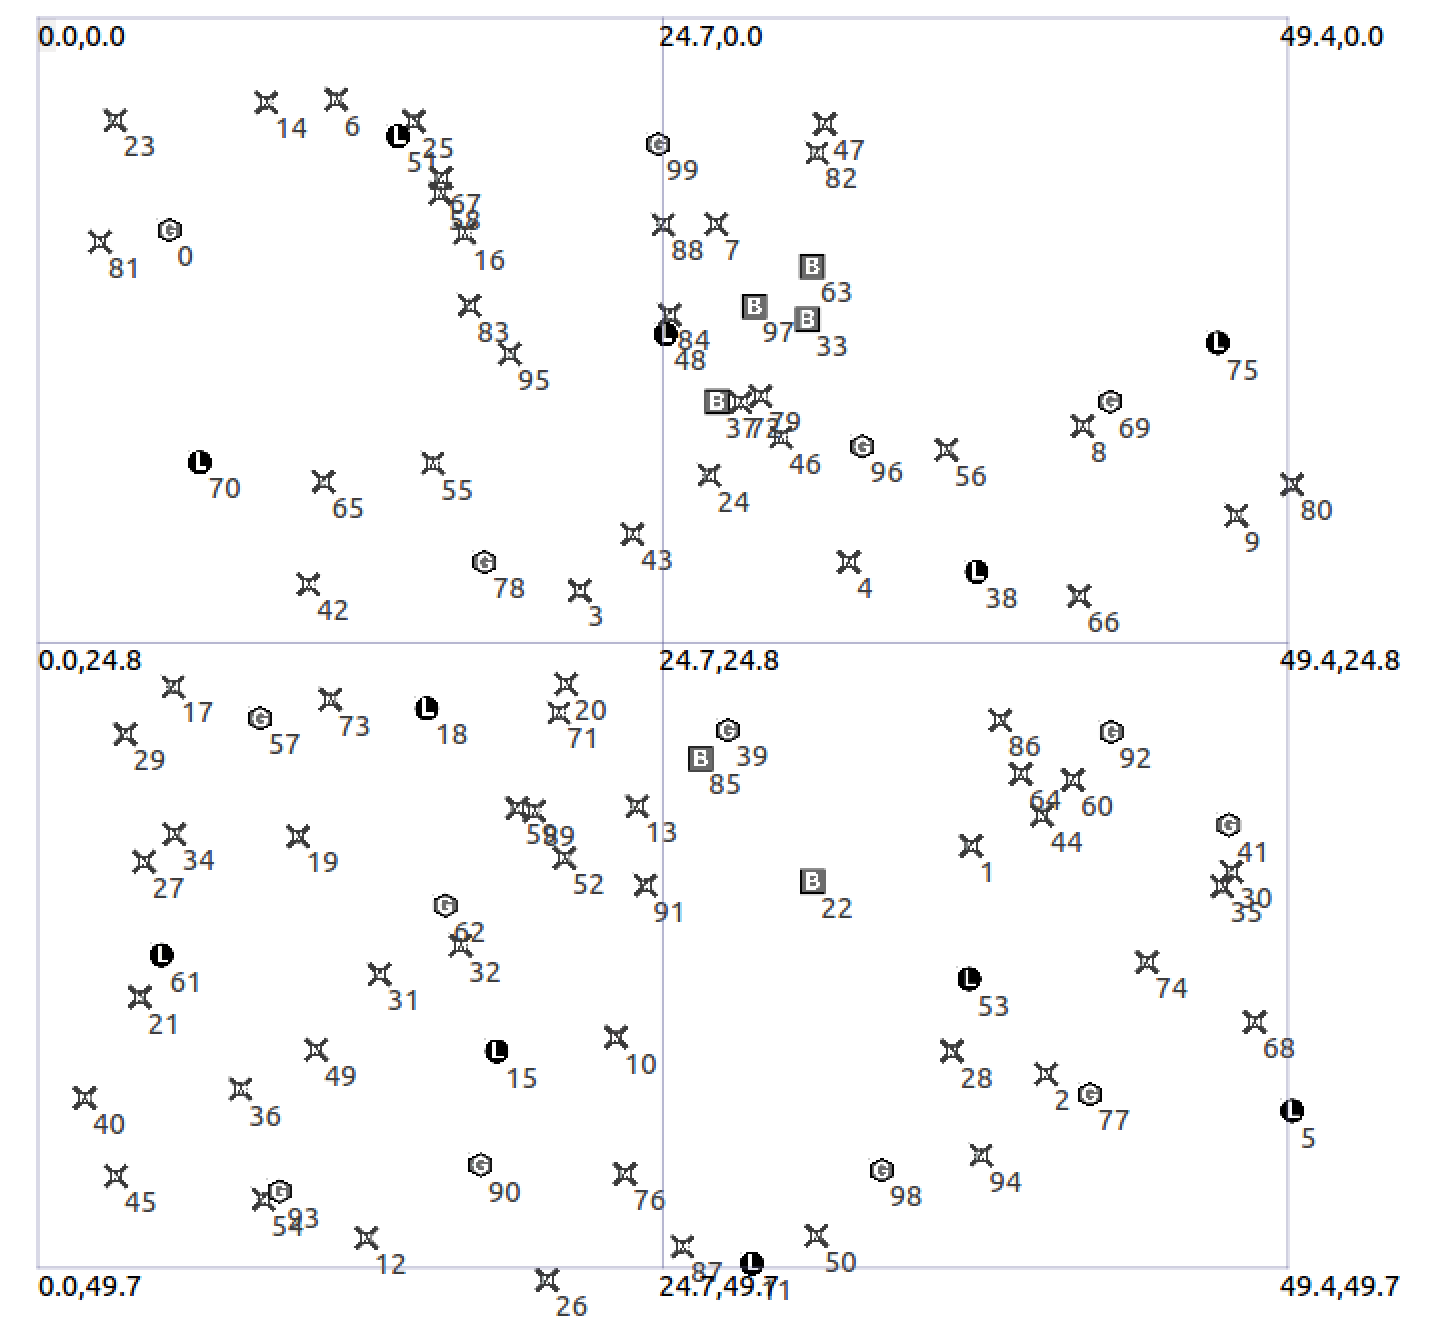 0.0,0.0 24.7,0.0 49.4,0.0
14 6
23 L 25
51 47
G 99 82
67
58
81 G 0 16 88 7
B 63
83 B 97 B 33
84
L 48 L 75
95
B 37 72 79 G 69
46 G 96 56 8
L 70 65 55 24 80
43 9
42 G 78 3 4 L 38 66
0.0,24.8 24.7,24.8 49.4,24.8
17 G 57 73 L 18 20
71
29 G 39 86 G 92
B 85
64 60
59 89 13 44
34 19 G 41
27 52 1
91 B 22 30
35
G 62
32
L 61 31 L 53 74
21
49 L 15 10 28 68
40 36 2 G 77
L 5
45 G 90 76 G 98 94
54 G 93
12 87 50
L 11
0.0,49.7 24.7,49.7 49.4,49.7
26